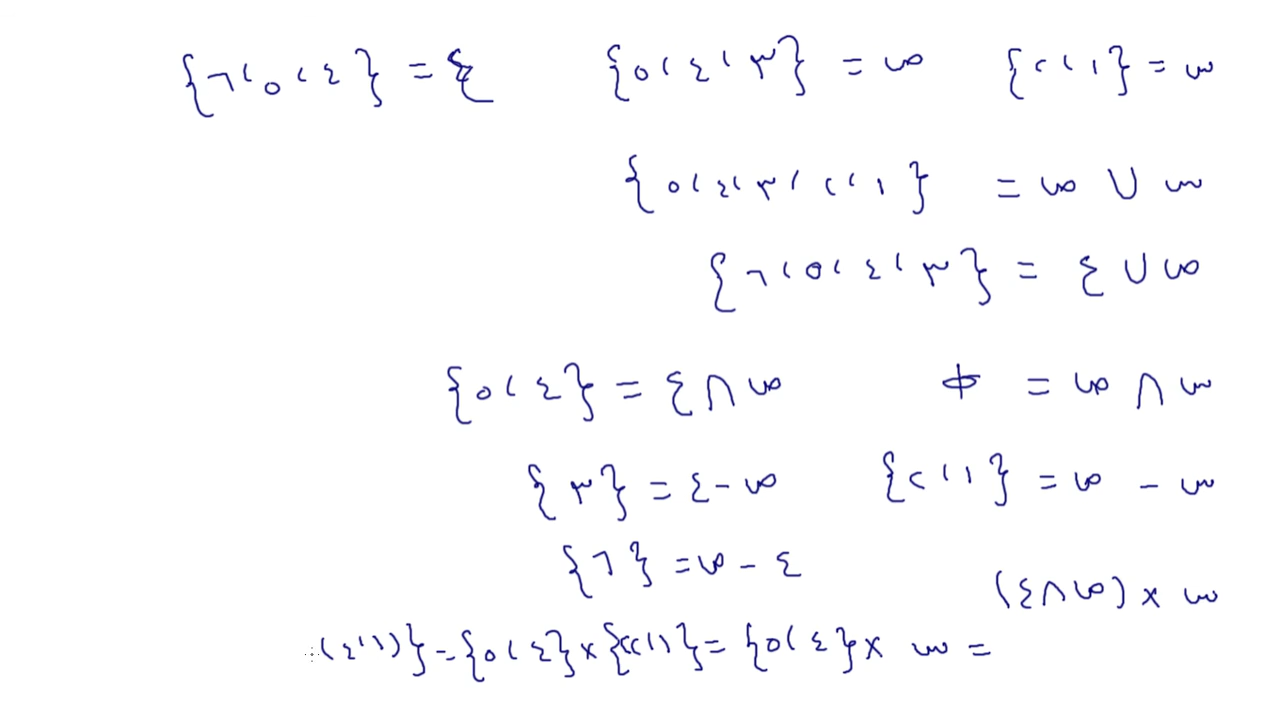 س = {١ ، ٢} ص = {٣ ، ٤ ، ٥} ع = {٤ ، ٥ ، ٦}
س ∪ ص = {١ ، ٢ ، ٣ ، ٤ ، ٥}
ص ∪ ع = {٣ ، ٤ ، ٥ ، ٦}
س ∩ ص = ϕ ص ∩ ع = {٤ ، ٥}
س - ص = {١ ، ٢} ص - ع = {٣}
ع - ص = {٦}
س × (ص ∩ ع)
= س × {٤ ، ٥} = {١ ، ٢} × {٤ ، ٥} = {(١ ، ٤) ،